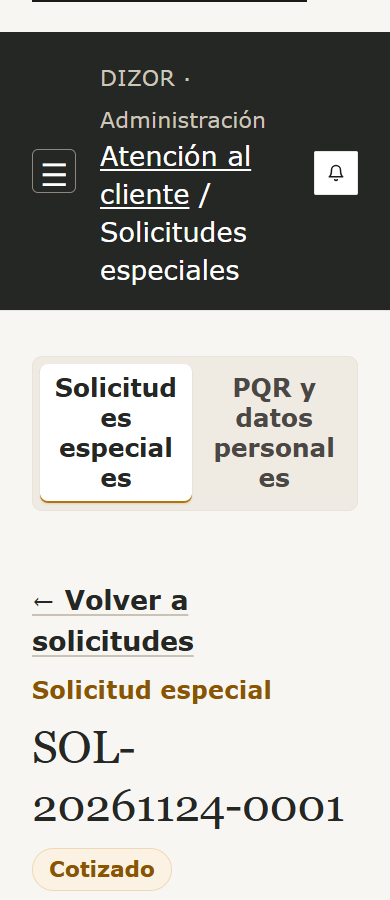 DIZOR ·
Administración
Atención al
cliente /
Solicitudes
especiales
Solicitud
es
especial
es
PQR y
datos
personal
es
← Volver a
solicitudes
Solicitud especial
SOL-
20261124-0001
Cotizado